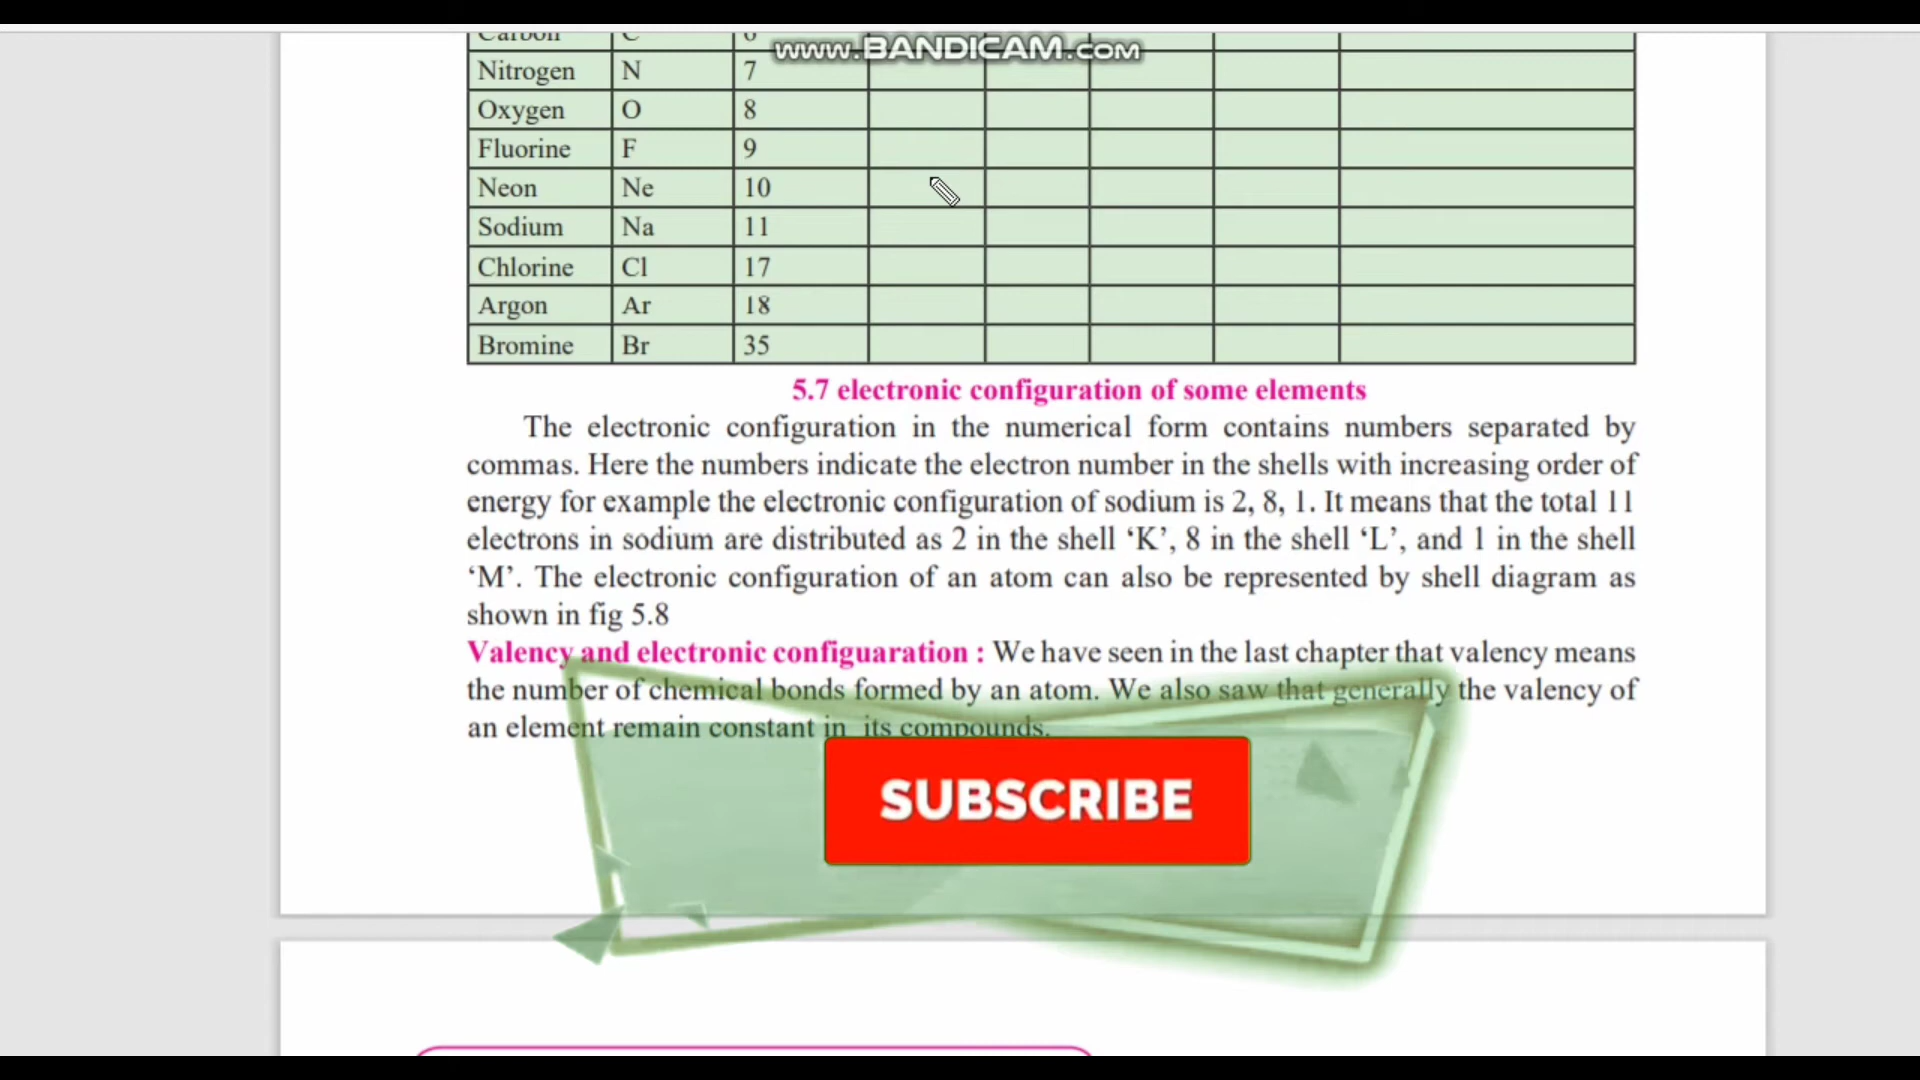 Carbon C 6
www.BANDICAM.com
Nitrogen N 7
Oxygen O 8
Fluorine F 9
Neon Ne 10
Sodium Na 11
Chlorine Cl 17
Argon Ar 18
Bromine Br 35
5.7 electronic configuration of some elements
The electronic configuration in the numerical form contains numbers separated by
commas. Here the numbers indicate the electron number in the shells with increasing order of
energy for example the electronic configuration of sodium is 2, 8, 1. It means that the total 11
electrons in sodium are distributed as 2 in the shell ‘K’, 8 in the shell ‘L’, and 1 in the shell
‘M’. The electronic configuration of an atom can also be represented by shell diagram as
shown in fig 5.8
Valency and electronic configuaration : We have seen in the last chapter that valency means
the number of chemical bonds formed by an atom. We also saw that generally the valency of
an element remain constant in its compounds.
SUBSCRIBE